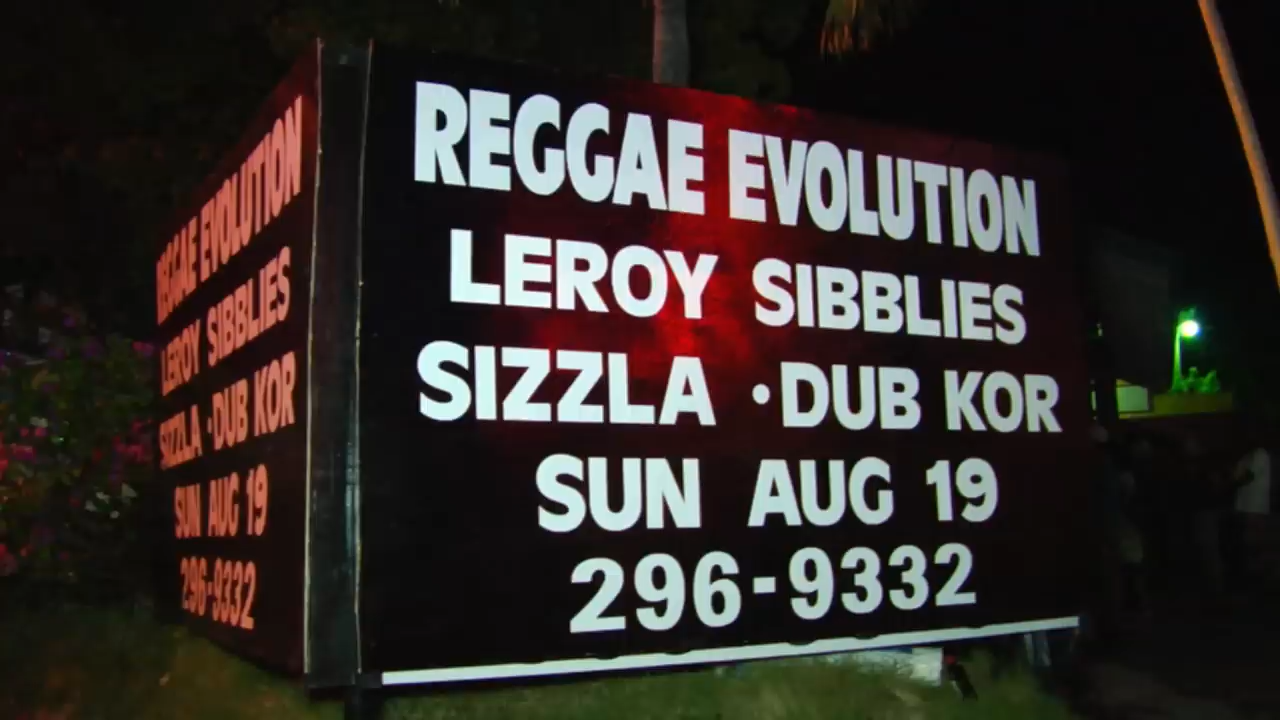 REGGAE EVOLUTION
LEROY SIBBLIES
SIZZLA •DUB KOR
SUN AUG 19
296-9332
REGGAE EVOLUTION
LEROY SIBBLIES
SIZZLA •DUB KOR
SUN AUG 19
296-9332